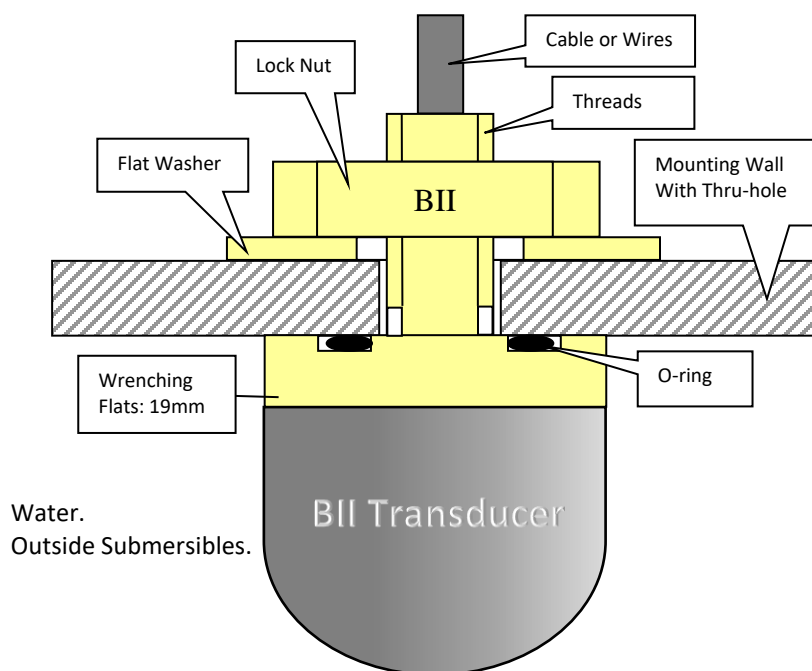 Cable or Wires
Lock Nut
Threads
Flat Washer
Mounting Wall
With Thru-hole
BII
O-ring
Wrenching
Flats: 19mm
BII Transducer
Water.
Outside Submersibles.